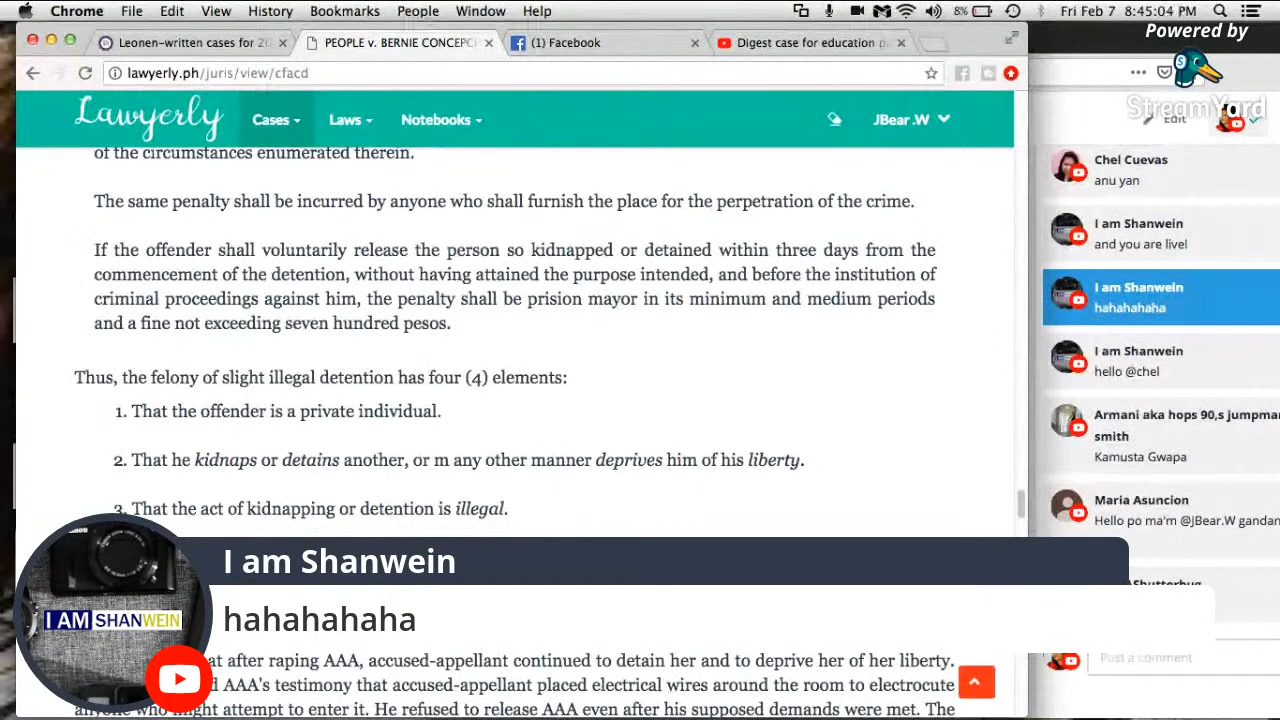 Chrome File Edit View History Bookmarks People Window Help 8% Fri Feb 7 8:45:04 PM
Powered by
StreamYard
Leonen-written cases for 20
PEOPLE v. BERNIE CONCEPC
(1) Facebook
Digest case for education p
lawyerly.ph/juris/view/cfacd
Lawyerly Cases Laws Notebooks JBear .W
Edit
of the circumstances enumerated therein.
The same penalty shall be incurred by anyone who shall furnish the place for the perpetration of the crime.
If the offender shall voluntarily release the person so kidnapped or detained within three days from the
commencement of the detention, without having attained the purpose intended, and before the institution of
criminal proceedings against him, the penalty shall be prision mayor in its minimum and medium periods
and a fine not exceeding seven hundred pesos.
Thus, the felony of slight illegal detention has four (4) elements:
1. That the offender is a private individual.
2. That he kidnaps or detains another, or m any other manner deprives him of his liberty.
3. That the act of kidnapping or detention is illegal.
at after raping AAA, accused-appellant continued to detain her and to deprive her of her liberty.
AAA's testimony that accused-appellant placed electrical wires around the room to electrocute
anyone who might attempt to enter it. He refused to release AAA even after his supposed demands were met. The
Chel Cuevas
anu yan
I am Shanwein
and you are live!
I am Shanwein
hahahahaha
I am Shanwein
hello @chel
Armani aka hops 90,s jumpman
smith
Kamusta Gwapa
Maria Asuncion
Hello po ma'm @JBear.W gandan
Post a comment
I am Shanwein
hahahahaha
I AM SHANWEIN